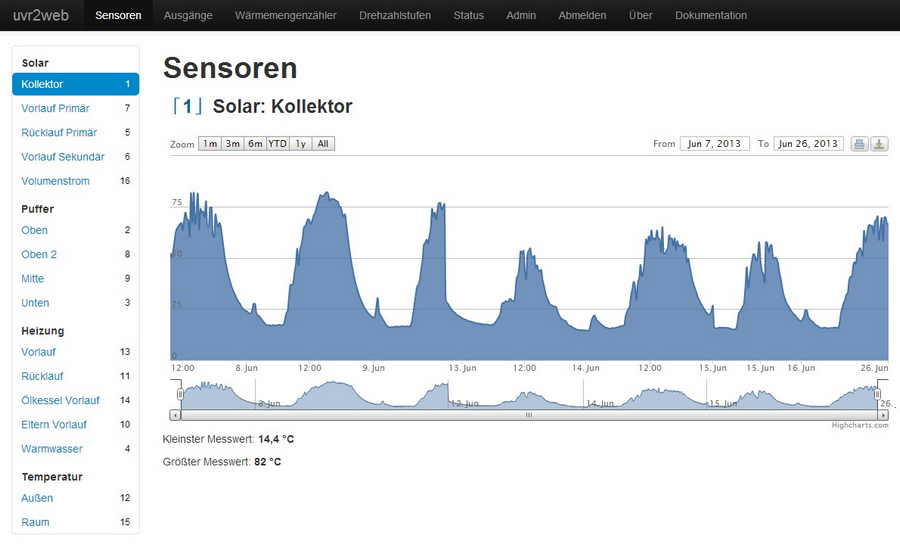 uvr2web Sensoren Ausgänge Wärmemengenzähler Drehzahlstufen Status Admin Abmelden Über Dokumentation
Solar
Kollektor 1
Vorlauf Primär 7
Rücklauf Primär 5
Vorlauf Sekundär 6
Volumenstrom 16
Puffer
Oben 2
Oben 2 8
Mitte 9
Unten 3
Heizung
Vorlauf 13
Rücklauf 11
Ölkessel Vorlauf 14
Eltern Vorlauf 10
Warmwasser 4
Temperatur
Außen 12
Raum 15
Sensoren
「1」 Solar: Kollektor
Zoom 1m 3m 6m YTD 1y All From Jun 7, 2013 To Jun 26, 2013
75
50
25
0
12:00 8. Jun 12:00 9. Jun 13. Jun 12:00 14. Jun 12:00 15. Jun 15. Jun 16. Jun 26. Jun
8. Jun 12. Jun 14. Jun 15. Jun 26. 
Highcharts.com
Kleinster Messwert: 14,4 °C
Größter Messwert: 82 °C